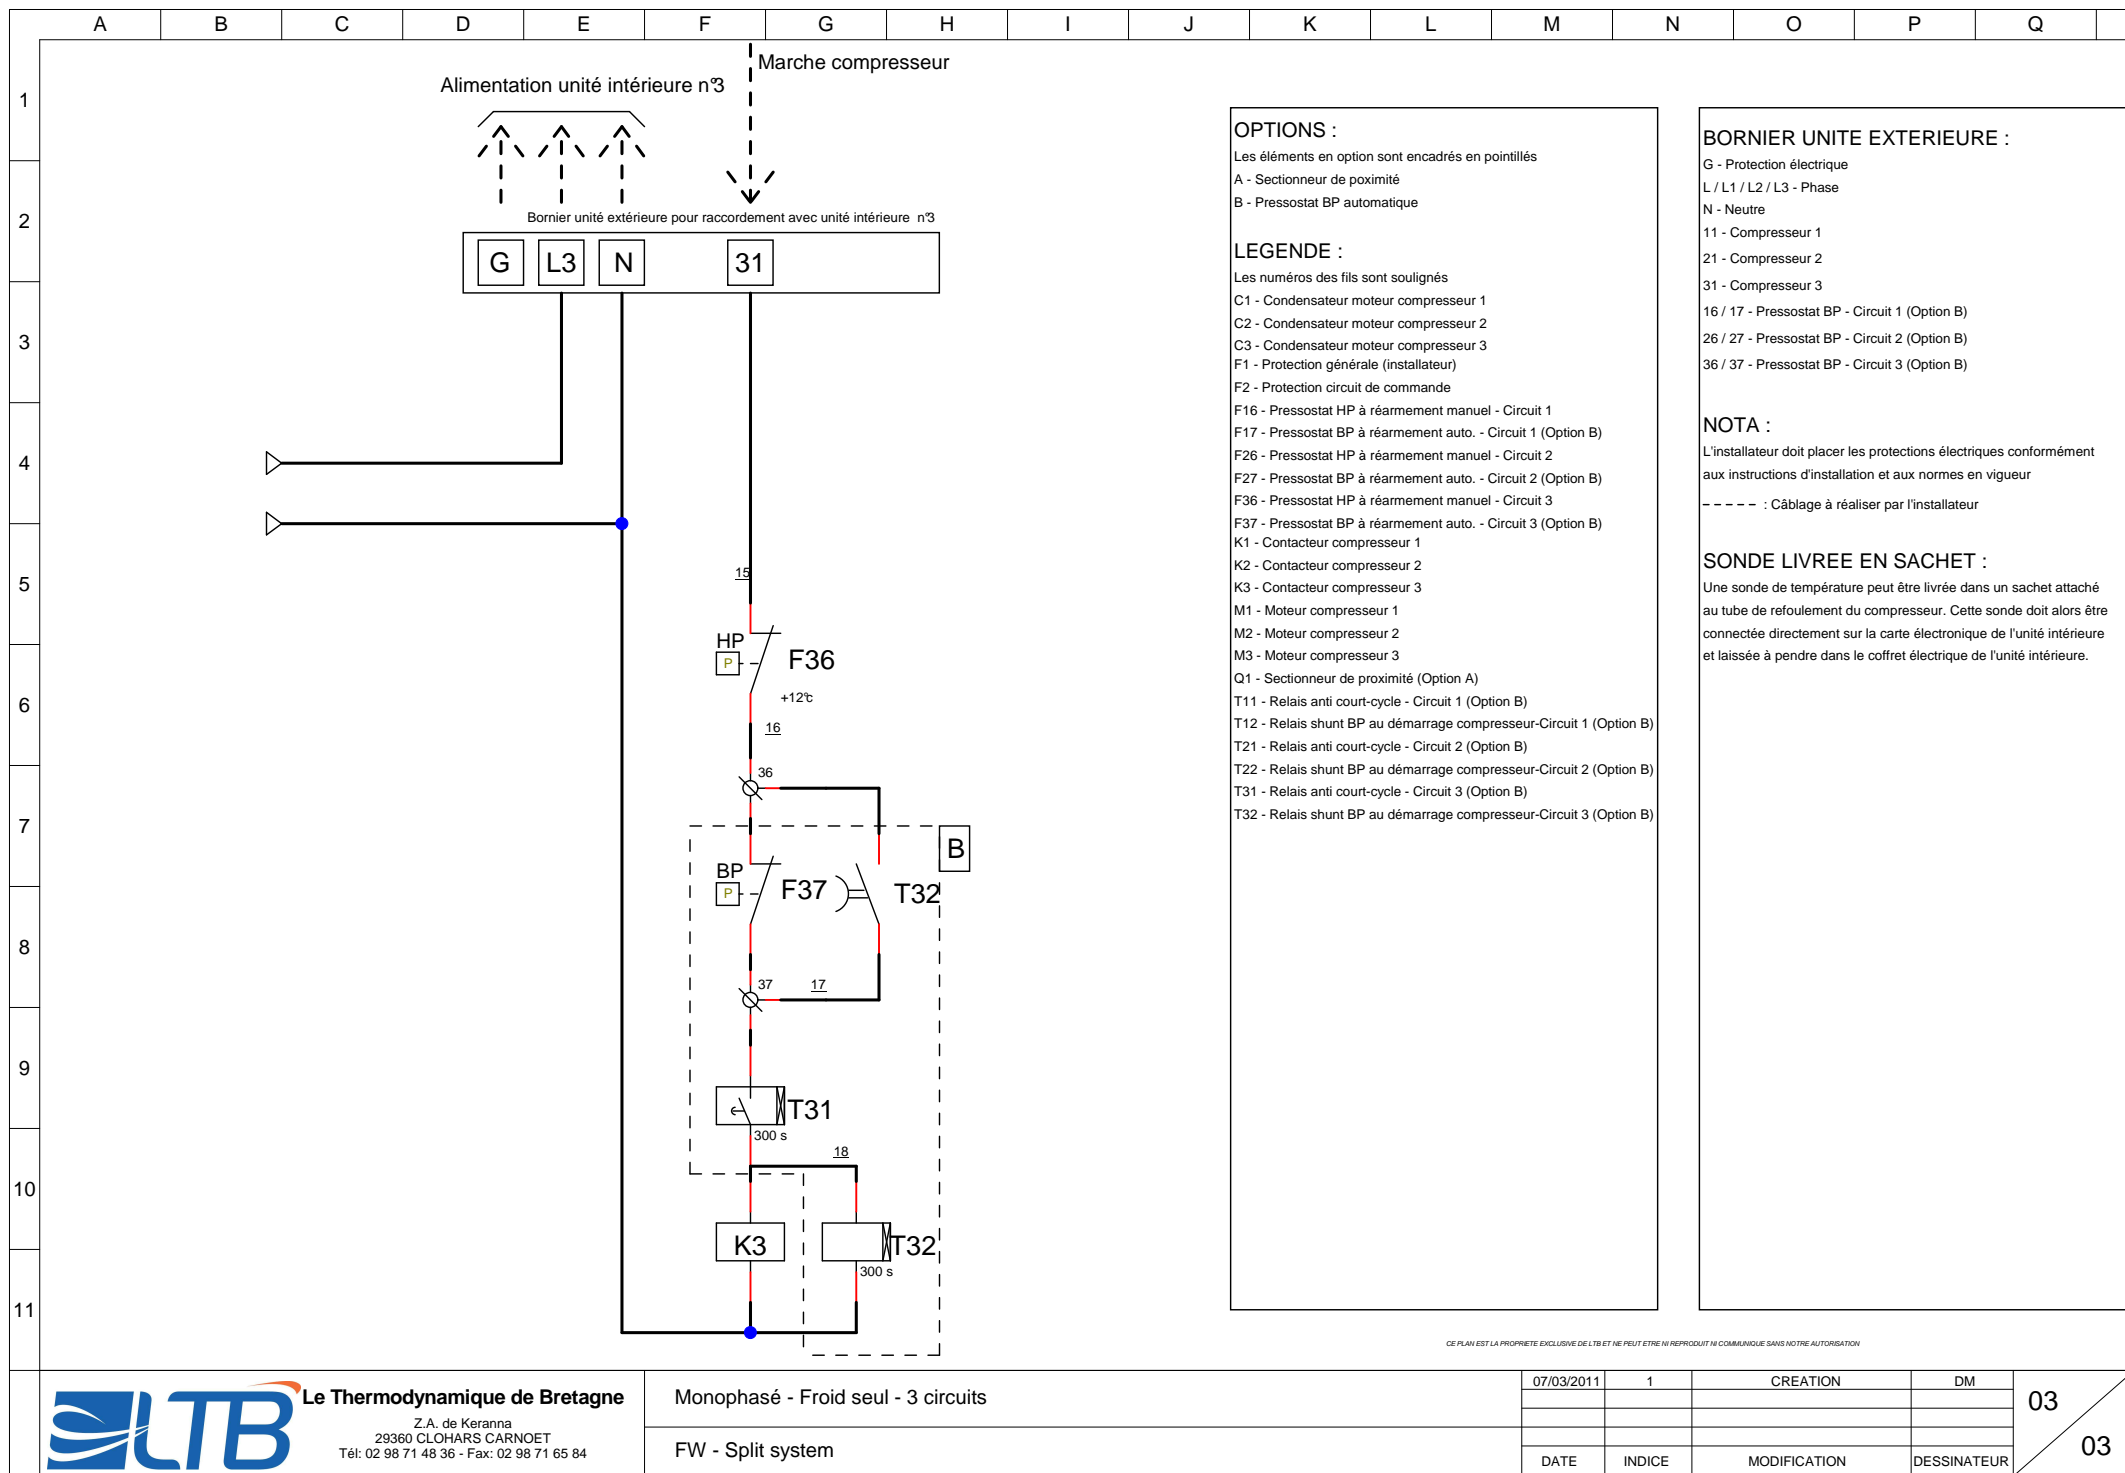 A B C D E F G H I J K L M N O P Q
Marche compresseur
Alimentation unité intérieure n°3
1
2
3
4
5
6
7
8
9
10
11
Bornier unité extérieure pour raccordement avec unité intérieure n°3
G L3 N 31
15
HP
P
F36
+12°c
16
36
B
BP
P
F37
T32
37
17
T31
300 s
18
K3
T32
300 s
OPTIONS :
Les éléments en option sont encadrés en pointillés
A - Sectionneur de poximité
B - Pressostat BP automatique
LEGENDE :
Les numéros des fils sont soulignés
C1 - Condensateur moteur compresseur 1
C2 - Condensateur moteur compresseur 2
C3 - Condensateur moteur compresseur 3
F1 - Protection générale (installateur)
F2 - Protection circuit de commande
F16 - Pressostat HP à réarmement manuel - Circuit 1
F17 - Pressostat BP à réarmement auto. - Circuit 1 (Option B)
F26 - Pressostat HP à réarmement manuel - Circuit 2
F27 - Pressostat BP à réarmement auto. - Circuit 2 (Option B)
F36 - Pressostat HP à réarmement manuel - Circuit 3
F37 - Pressostat BP à réarmement auto. - Circuit 3 (Option B)
K1 - Contacteur compresseur 1
K2 - Contacteur compresseur 2
K3 - Contacteur compresseur 3
M1 - Moteur compresseur 1
M2 - Moteur compresseur 2
M3 - Moteur compresseur 3
Q1 - Sectionneur de proximité (Option A)
T11 - Relais anti court-cycle - Circuit 1 (Option B)
T12 - Relais shunt BP au démarrage compresseur-Circuit 1 (Option B)
T21 - Relais anti court-cycle - Circuit 2 (Option B)
T22 - Relais shunt BP au démarrage compresseur-Circuit 2 (Option B)
T31 - Relais anti court-cycle - Circuit 3 (Option B)
T32 - Relais shunt BP au démarrage compresseur-Circuit 3 (Option B)
BORNIER UNITE EXTERIEURE :
G - Protection électrique
L / L1 / L2 / L3 - Phase
N - Neutre
11 - Compresseur 1
21 - Compresseur 2
31 - Compresseur 3
16 / 17 - Pressostat BP - Circuit 1 (Option B)
26 / 27 - Pressostat BP - Circuit 2 (Option B)
36 / 37 - Pressostat BP - Circuit 3 (Option B)
NOTA :
L'installateur doit placer les protections électriques conformément
aux instructions d'installation et aux normes en vigueur
----- : Câblage à réaliser par l'installateur
SONDE LIVREE EN SACHET :
Une sonde de température peut être livrée dans un sachet attaché
au tube de refoulement du compresseur. Cette sonde doit alors être
connectée directement sur la carte électronique de l'unité intérieure
et laissée à pendre dans le coffret électrique de l'unité intérieure.
CE PLAN EST LA PROPRIETE EXCLUSIVE DE LTB ET NE PEUT ETRE NI REPRODUIT NI COMMUNIQUE SANS NOTRE AUTORISATION
LTB
Le Thermodynamique de Bretagne
Z.A. de Keranna
29360 CLOHARS CARNOET
Tél: 02 98 71 48 36 - Fax: 02 98 71 65 84
Monophasé - Froid seul - 3 circuits
FW - Split system
07/03/2011 1 CREATION DM
DATE INDICE MODIFICATION DESSINATEUR
03
03